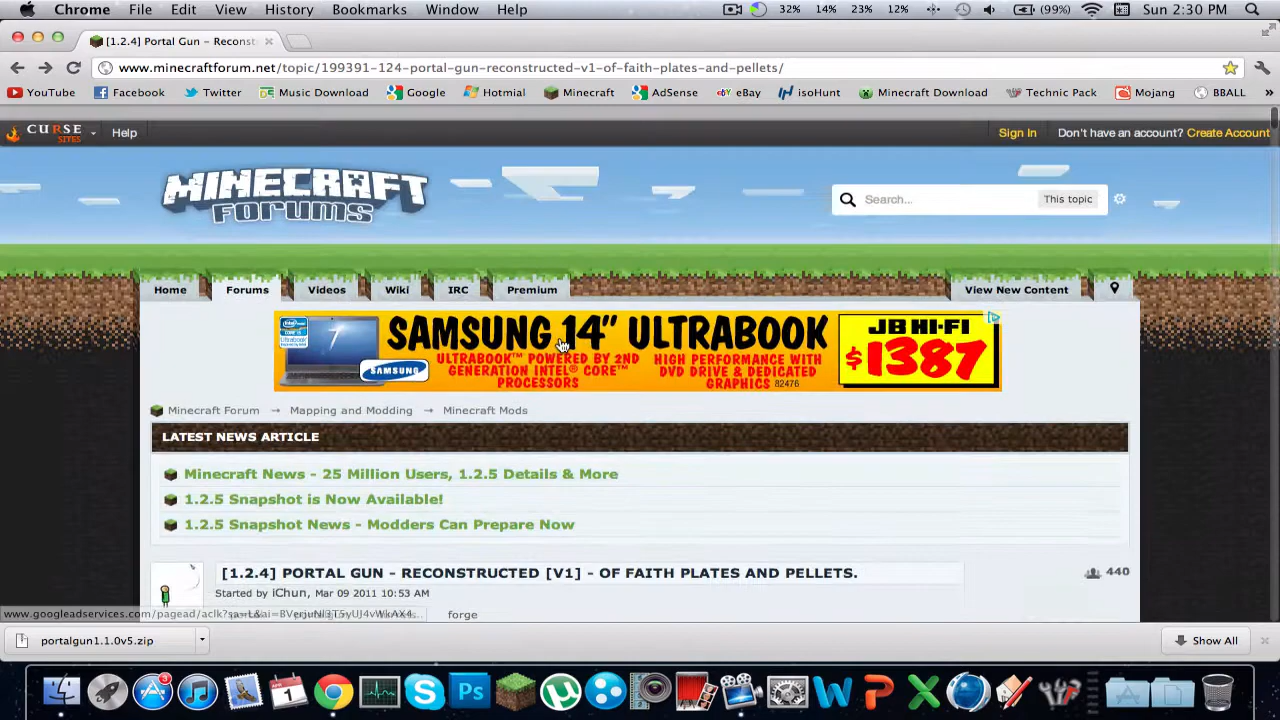 Chrome File Edit View History Bookmarks Window Help 32% 14% 23% 12% (99%) Sun 2:30 PM
[1.2.4] Portal Gun – Reconst
www.minecraftforum.net/topic/199391-124-portal-gun-reconstructed-v1-of-faith-plates-and-pellets/
YouTube Facebook Twitter Music Download Google Hotmial Minecraft AdSense eBay isoHunt Minecraft Download Technic Pack Mojang BBALL »
CURSE SITES Help Sign In Don't have an account? Create Account
MINECRAFT
FORUMS
Search... This topic
Home Forums Videos Wiki IRC Premium View New Content
SAMSUNG 14" ULTRABOOK
ULTRABOOK™ POWERED BY 2ND
GENERATION INTEL® CORE™
PROCESSORS
HIGH PERFORMANCE WITH
DVD DRIVE & DEDICATED
GRAPHICS 82476
SAMSUNG
JB HI-FI
$1387
Minecraft Forum → Mapping and Modding → Minecraft Mods
LATEST NEWS ARTICLE
Minecraft News - 25 Million Users, 1.2.5 Details & More
1.2.5 Snapshot is Now Available!
1.2.5 Snapshot News - Modders Can Prepare Now
[1.2.4] PORTAL GUN - RECONSTRUCTED [V1] - OF FAITH PLATES AND PELLETS.
440
Started by iChun, Mar 09 2011 10:53 AM
forge
portalgun1.1.0v5.zip Show All